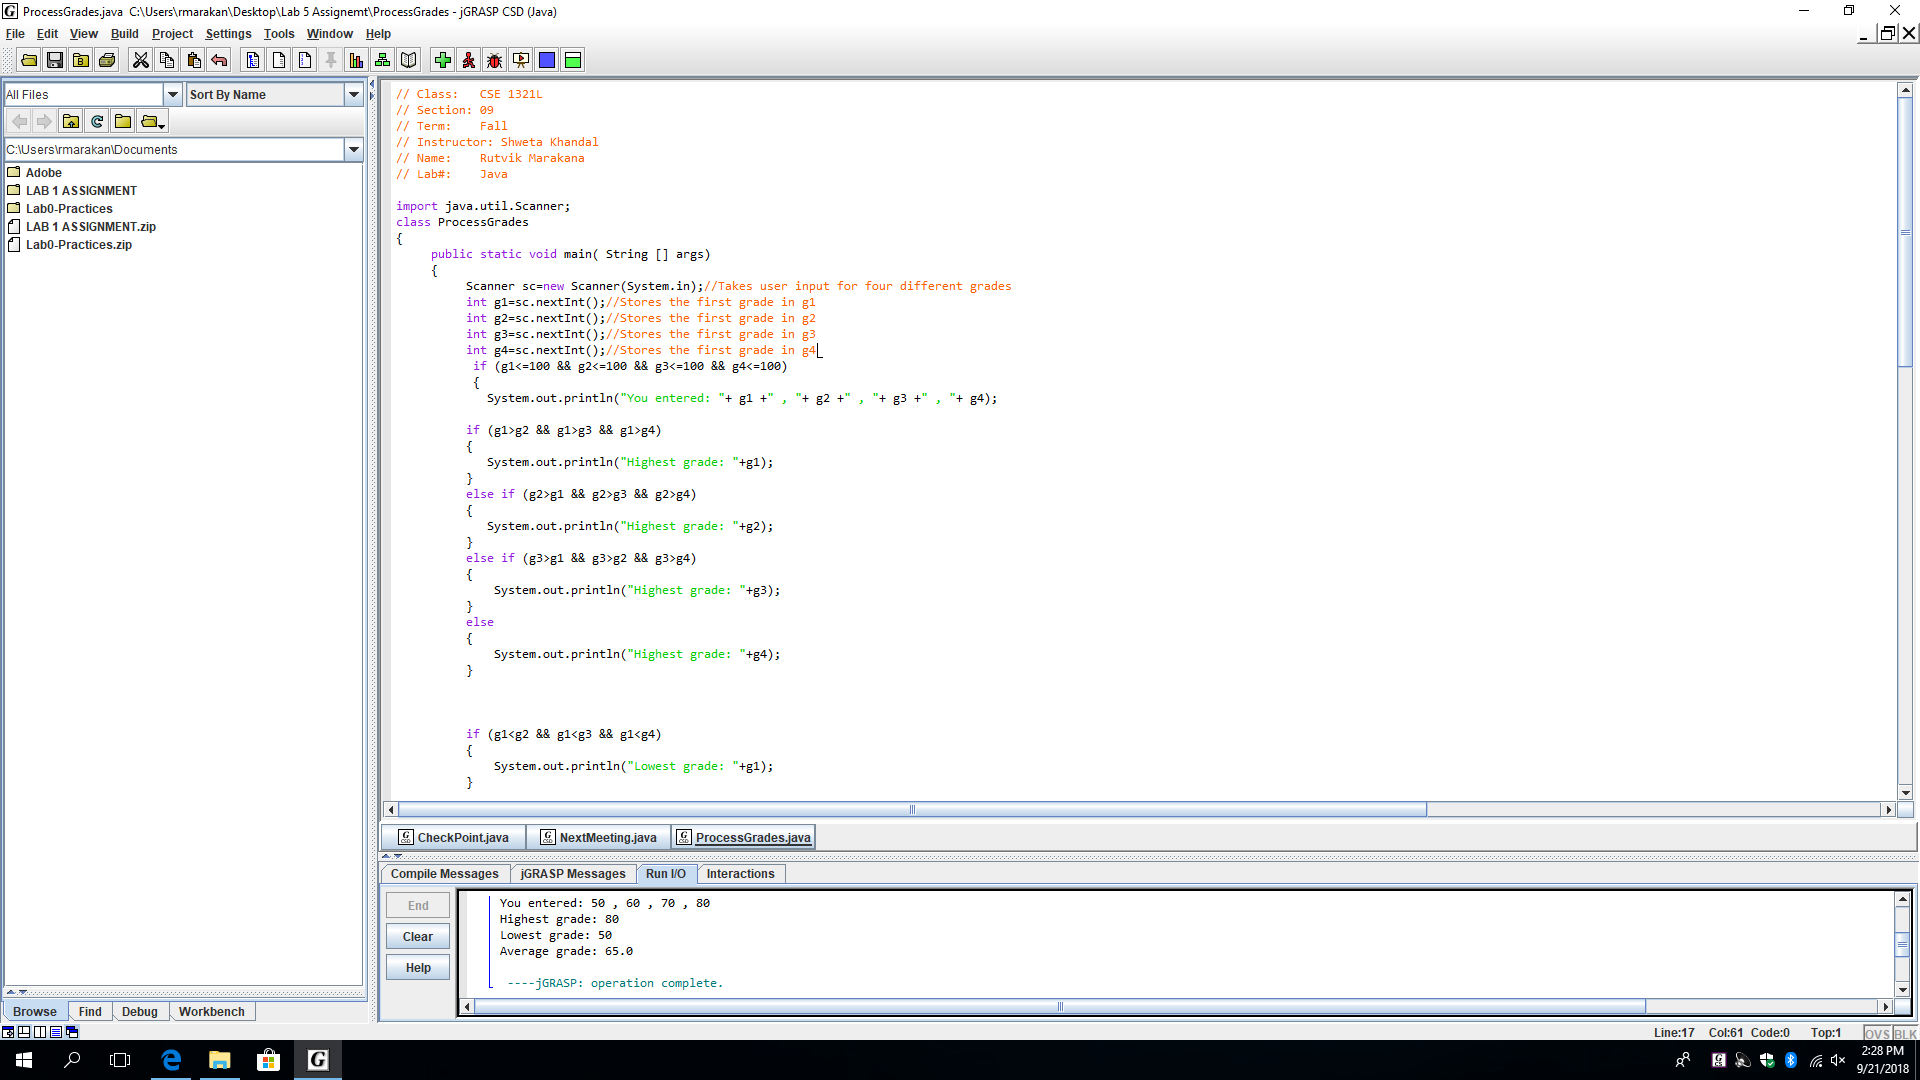 ProcessGrades.java  C:\Users\rmarakan\Desktop\Lab 5 Assignemt\ProcessGrades - jGRASP CSD (Java)
File Edit View Build Project Settings Tools Window Help
All Files
Sort By Name
C:\Users\rmarakan\Documents
Adobe
LAB 1 ASSIGNMENT
Lab0-Practices
LAB 1 ASSIGNMENT.zip
Lab0-Practices.zip
Browse Find Debug Workbench
// Class:   CSE 1321L
// Section: 09
// Term:    Fall
// Instructor: Shweta Khandal
// Name:    Rutvik Marakana
// Lab#:    Java
import java.util.Scanner;
class ProcessGrades
{
public static void main( String [] args)
{
Scanner sc=new Scanner(System.in);//Takes user input for four different grades
int g1=sc.nextInt();//Stores the first grade in g1
int g2=sc.nextInt();//Stores the first grade in g2
int g3=sc.nextInt();//Stores the first grade in g3
int g4=sc.nextInt();//Stores the first grade in g4
if (g1<=100 && g2<=100 && g3<=100 && g4<=100)
{
System.out.println("You entered: "+ g1 +" , "+ g2 +" , "+ g3 +" , "+ g4);
if (g1>g2 && g1>g3 && g1>g4)
{
System.out.println("Highest grade: "+g1);
}
else if (g2>g1 && g2>g3 && g2>g4)
{
System.out.println("Highest grade: "+g2);
}
else if (g3>g1 && g3>g2 && g3>g4)
{
System.out.println("Highest grade: "+g3);
}
else
{
System.out.println("Highest grade: "+g4);
}
if (g1<g2 && g1<g3 && g1<g4)
{
System.out.println("Lowest grade: "+g1);
}
CheckPoint.java NextMeeting.java ProcessGrades.java
Compile Messages jGRASP Messages Run I/O Interactions
End
Clear
Help
You entered: 50 , 60 , 70 , 80
Highest grade: 80
Lowest grade: 50
Average grade: 65.0
----jGRASP: operation complete.
Line:17 Col:61 Code:0 Top:1 OVS BLK
2:28 PM
9/21/2018